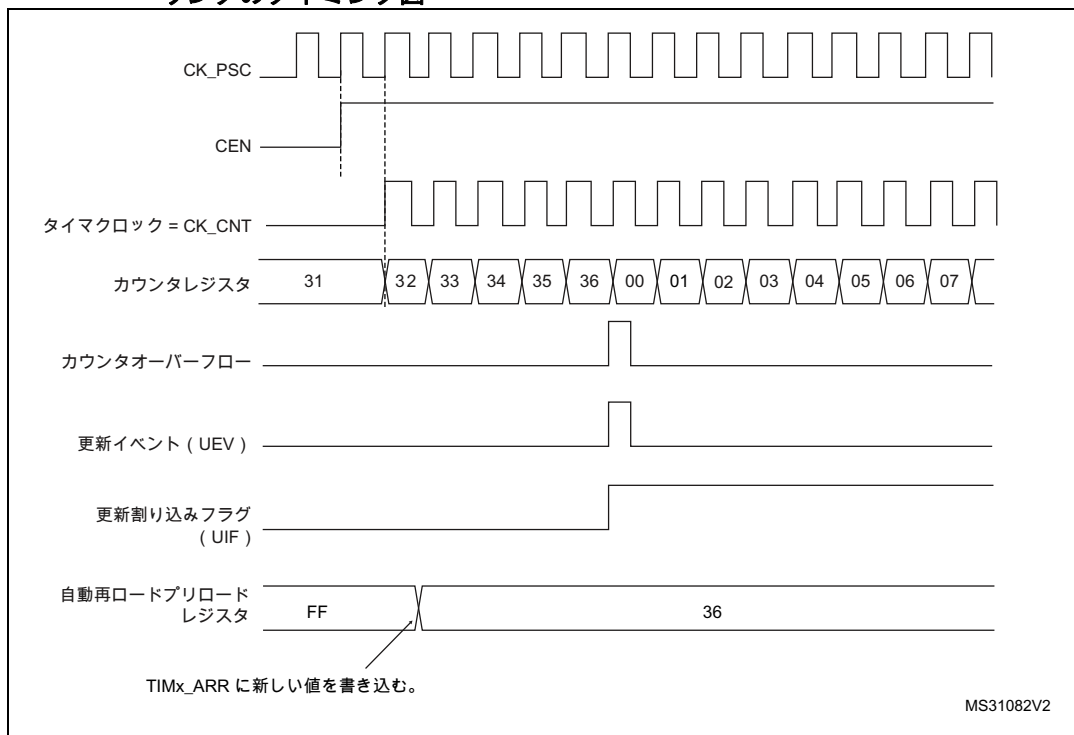 CK_PSC
CEN
タイマクロック = CK_CNT
カウンタレジスタ
31 32 33 34 35 36 00 01 02 03 04 05 06 07
カウンタオーバーフロー
更新イベント ( UEV )
更新割り込みフラグ
( UIF )
自動再ロードプリロード
レジスタ
FF 36
TIMx_ARR に新しい値を書き込む。
MS31082V2